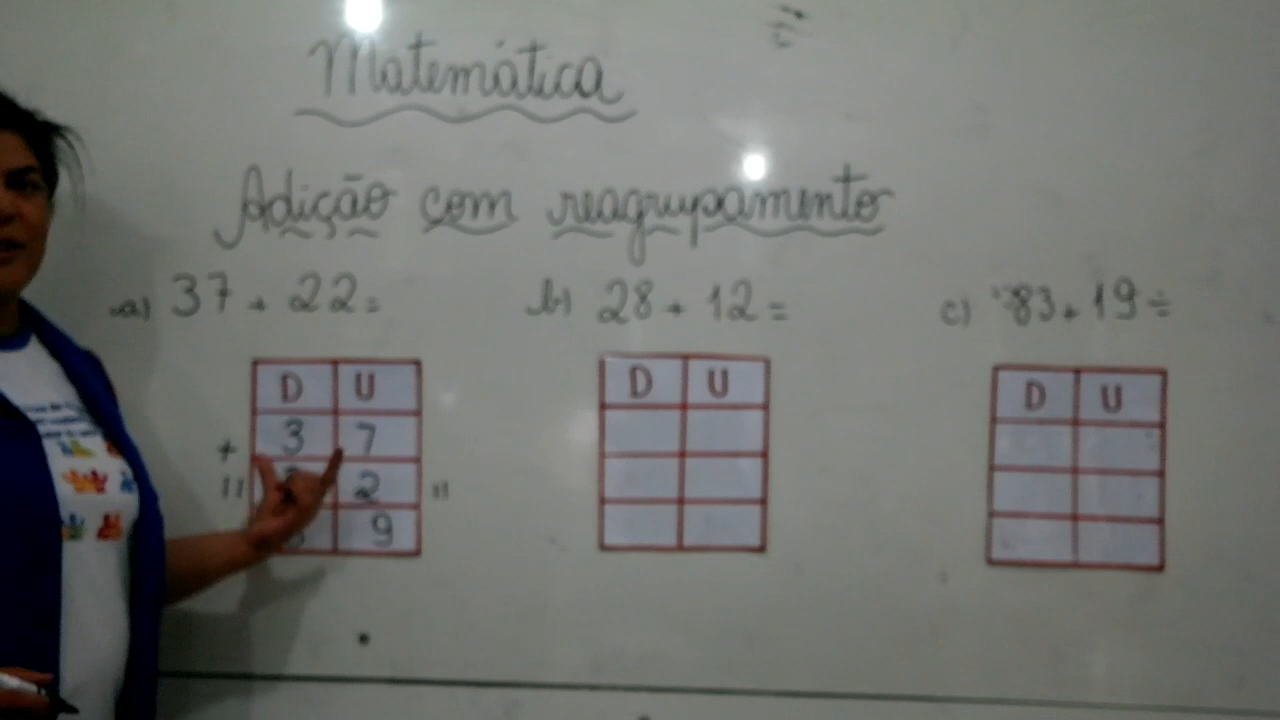 Matemática
Adição com reagrupamento
a) 37 + 22 =
b) 28 + 12 =
c) 83 + 19 =
D U
+ 3 7
2
9
D U
D U